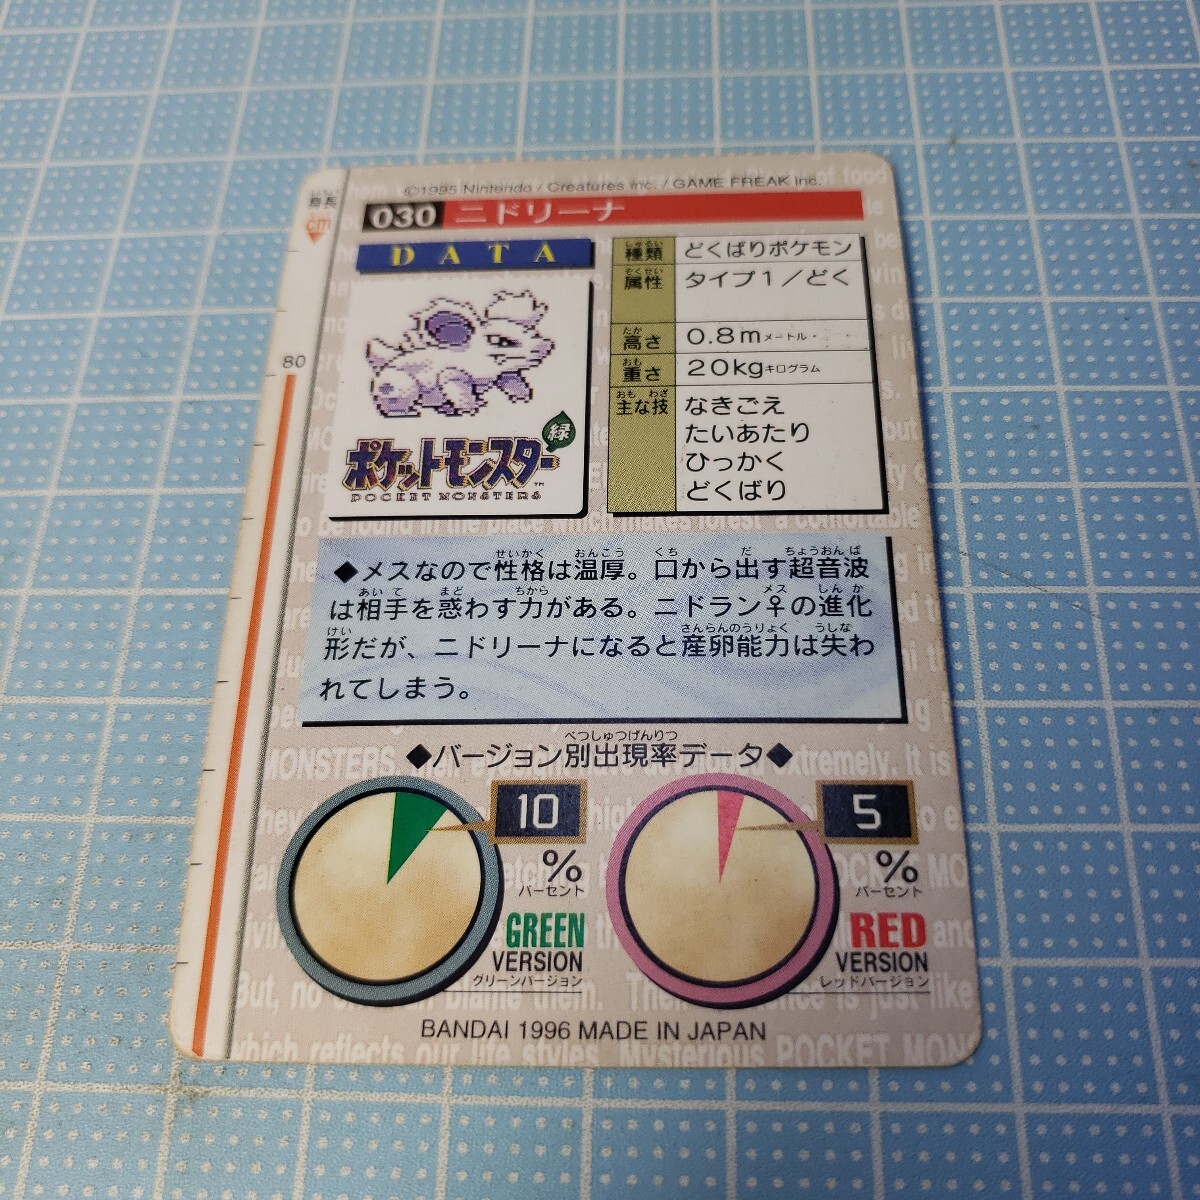 ©1995 Nintendo / Creatures inc. / GAME FREAK inc.
身長
cm
030 ニドリーナ
DATA
種類 どくばりポケモン
属性 タイプ1／どく
高さ 0.8mメートル
重さ 20kgキログラム
主な技 なきごえ
たいあたり
ひっかく
どくばり
80
緑
ポケットモンスター
POCKET MONSTERS
◆メスなので性格は温厚。口から出す超音波
は相手を惑わす力がある。ニドラン♀の進化
形だが、ニドリーナになると産卵能力は失わ
れてしまう。
◆バージョン別出現率データ◆
10
%
パーセント
GREEN
VERSION
グリーンバージョン
5
%
パーセント
RED
VERSION
レッドバージョン
BANDAI 1996 MADE IN JAPAN